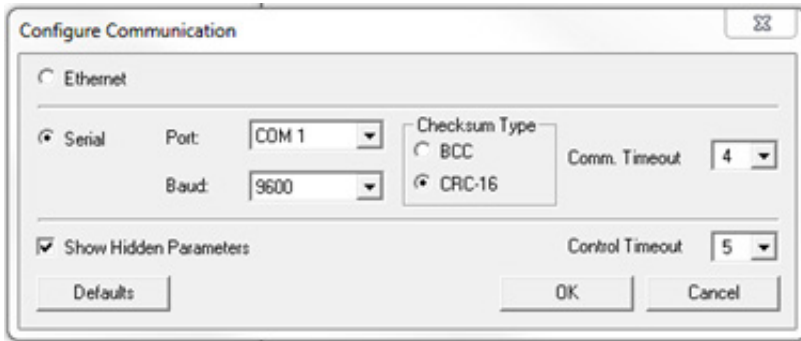 Configure Communication
Ethernet
Serial
Port:
COM 1
Baud:
9600
Checksum Type
BCC
CRC-16
Comm. Timeout
4
Show Hidden Parameters
Control Timeout
5
Defaults
OK
Cancel